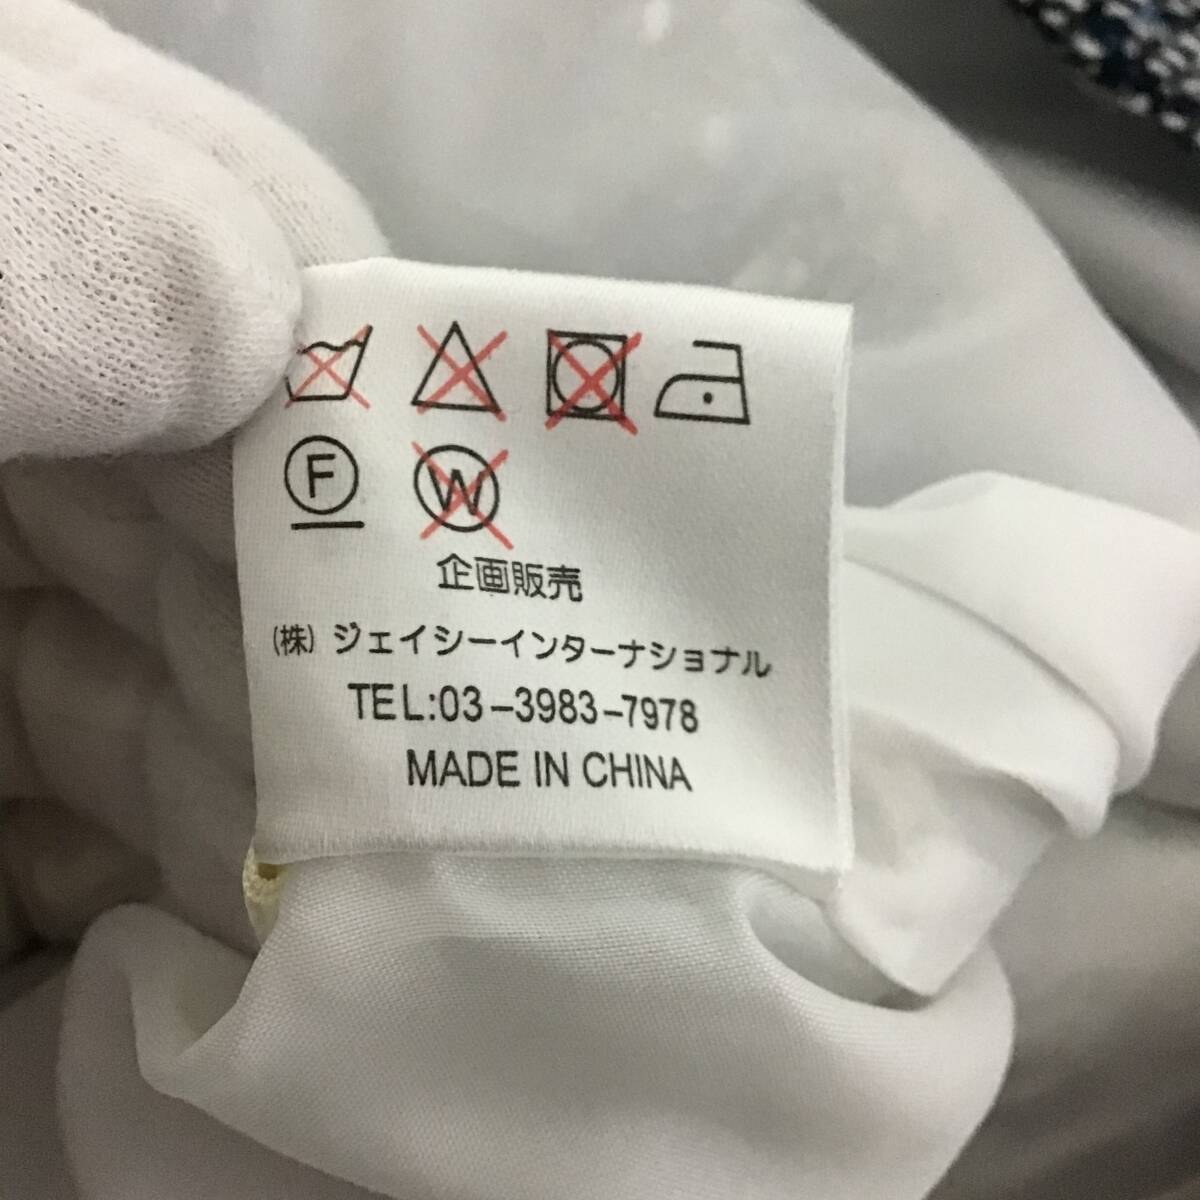 F W
企画販売
(株) ジェイシーインターナショナル
TEL:03-3983-7978
MADE IN CHINA